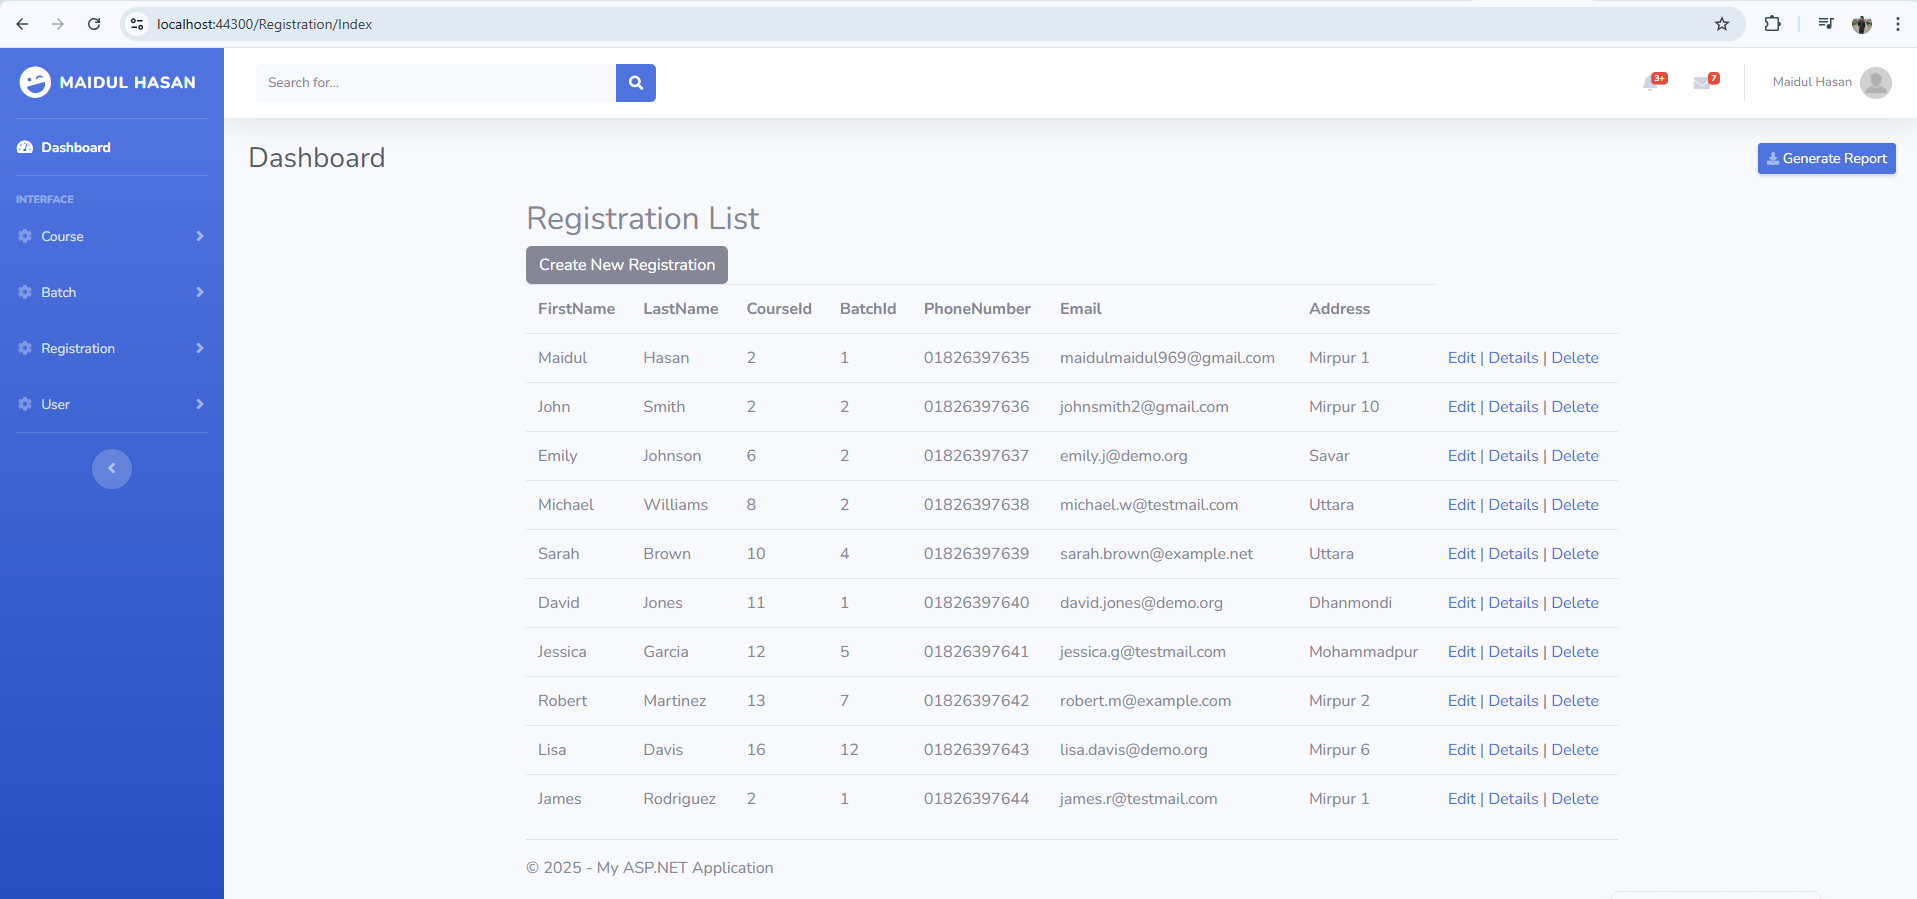 localhost:44300/Registration/Index
MAIDUL HASAN
Search for...
3+
7
Maidul Hasan
Dashboard
Dashboard
Generate Report
INTERFACE
Course
Batch
Registration
User
Registration List
Create New Registration
FirstName LastName CourseId BatchId PhoneNumber Email Address
Maidul Hasan 2 1 01826397635 maidulmaidul969@gmail.com Mirpur 1 Edit | Details | Delete
John Smith 2 2 01826397636 johnsmith2@gmail.com Mirpur 10 Edit | Details | Delete
Emily Johnson 6 2 01826397637 emily.j@demo.org Savar Edit | Details | Delete
Michael Williams 8 2 01826397638 michael.w@testmail.com Uttara Edit | Details | Delete
Sarah Brown 10 4 01826397639 sarah.brown@example.net Uttara Edit | Details | Delete
David Jones 11 1 01826397640 david.jones@demo.org Dhanmondi Edit | Details | Delete
Jessica Garcia 12 5 01826397641 jessica.g@testmail.com Mohammadpur Edit | Details | Delete
Robert Martinez 13 7 01826397642 robert.m@example.com Mirpur 2 Edit | Details | Delete
Lisa Davis 16 12 01826397643 lisa.davis@demo.org Mirpur 6 Edit | Details | Delete
James Rodriguez 2 1 01826397644 james.r@testmail.com Mirpur 1 Edit | Details | Delete
© 2025 - My ASP.NET Application